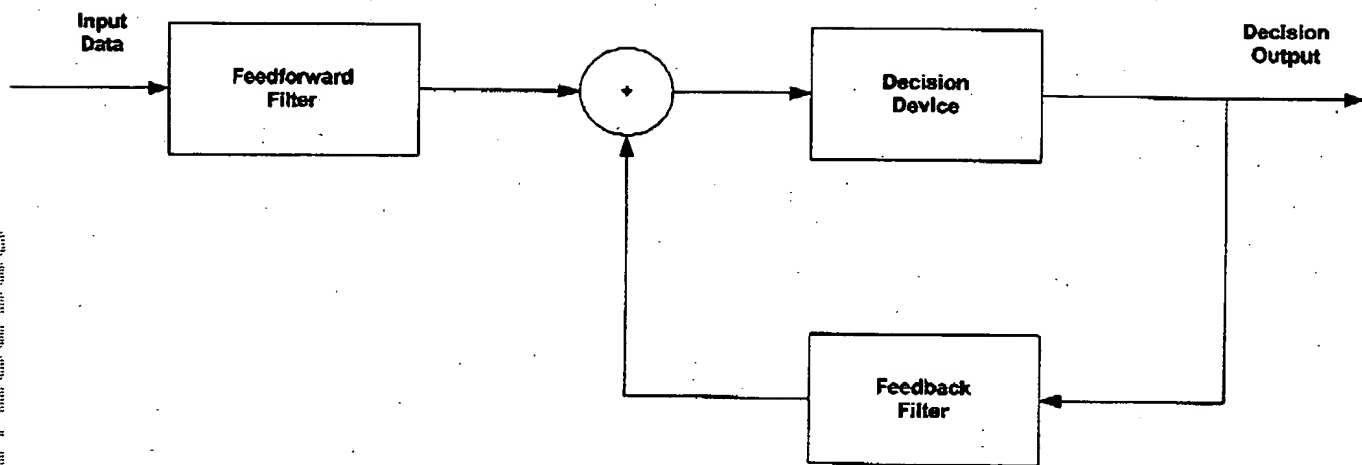 Input
Data
Feedforward
Filter
+
Decision
Device
Decision
Output
Feedback
Filter